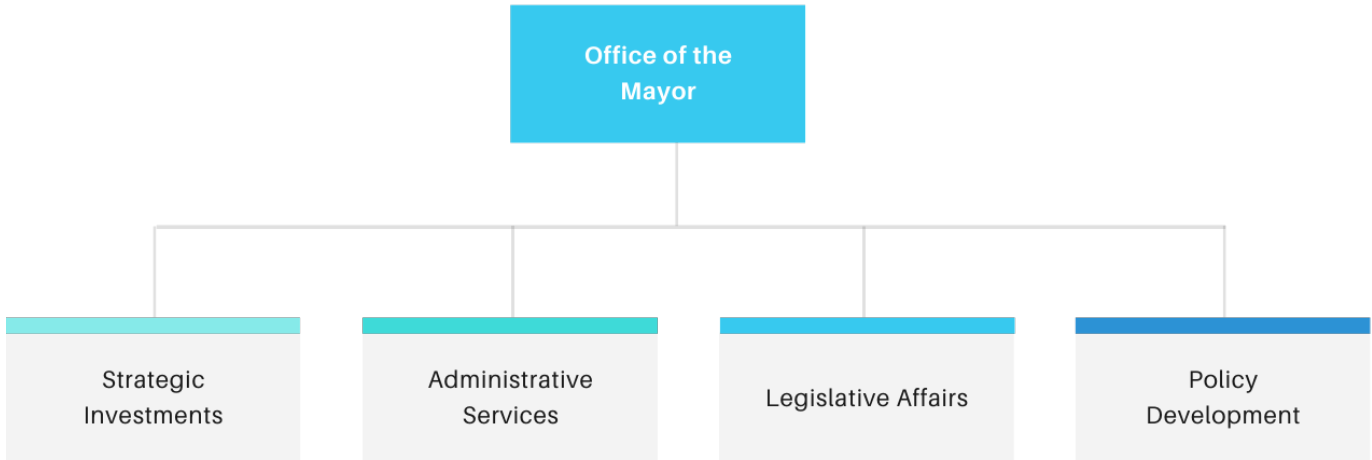 Office of the
Mayor
Strategic
Investments
Administrative
Services
Legislative Affairs
Policy
Development